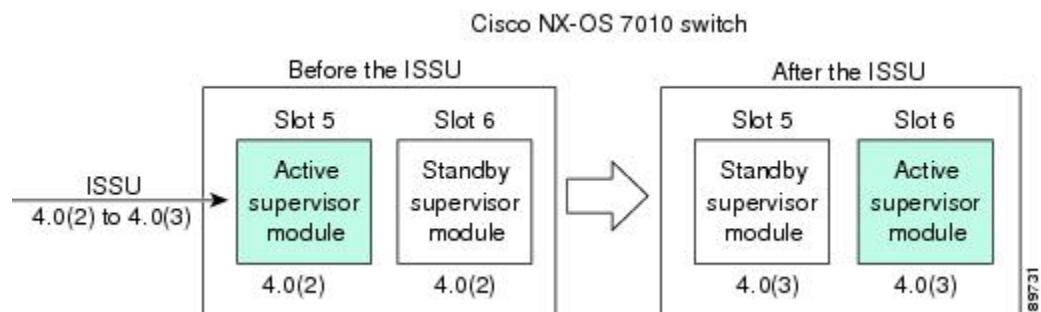 Cisco NX-OS 7010 switch
Before the ISSU
After the ISSU
Slot 5
Slot 6
Slot 5
Slot 6
ISSU
4.0(2) to 4.0(3)
Active
supervisor
module
Standby
supervisor
module
Standby
supervisor
module
Active
supervisor
module
4.0(2)
4.0(2)
4.0(3)
4.0(3)
89731